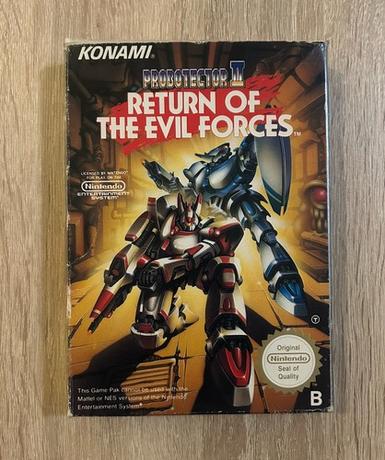 KONAMI®
PROBOTECTOR II
RETURN OF
THE EVIL FORCES™
LICENSED BY NINTENDO
FOR PLAY ON THE
Nintendo
ENTERTAINMENT
SYSTEM®
T
Original
Nintendo
Seal of
Quality
This Game Pak cannot be used with the
Mattel or NES versions of the Nintendo
Entertainment System®
B